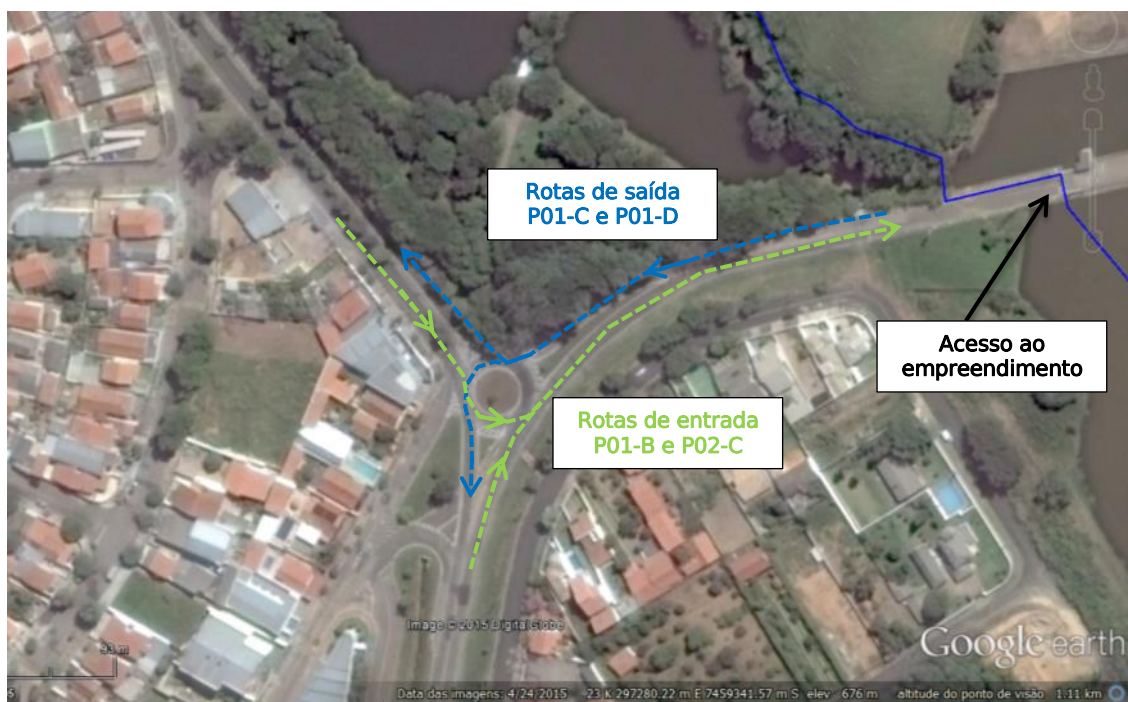 Rotas de saída
P01-C e P01-D
Acesso ao
empreendimento
Rotas de entrada
P01-B e P02-C
Image © 2015 DigitalGlobe
Google earth
93 m
Data das imagens: 4/24/2015 23 K 297280.22 m E 7459341.57 m S elev 676 m altitude do ponto de visão 1.11 km